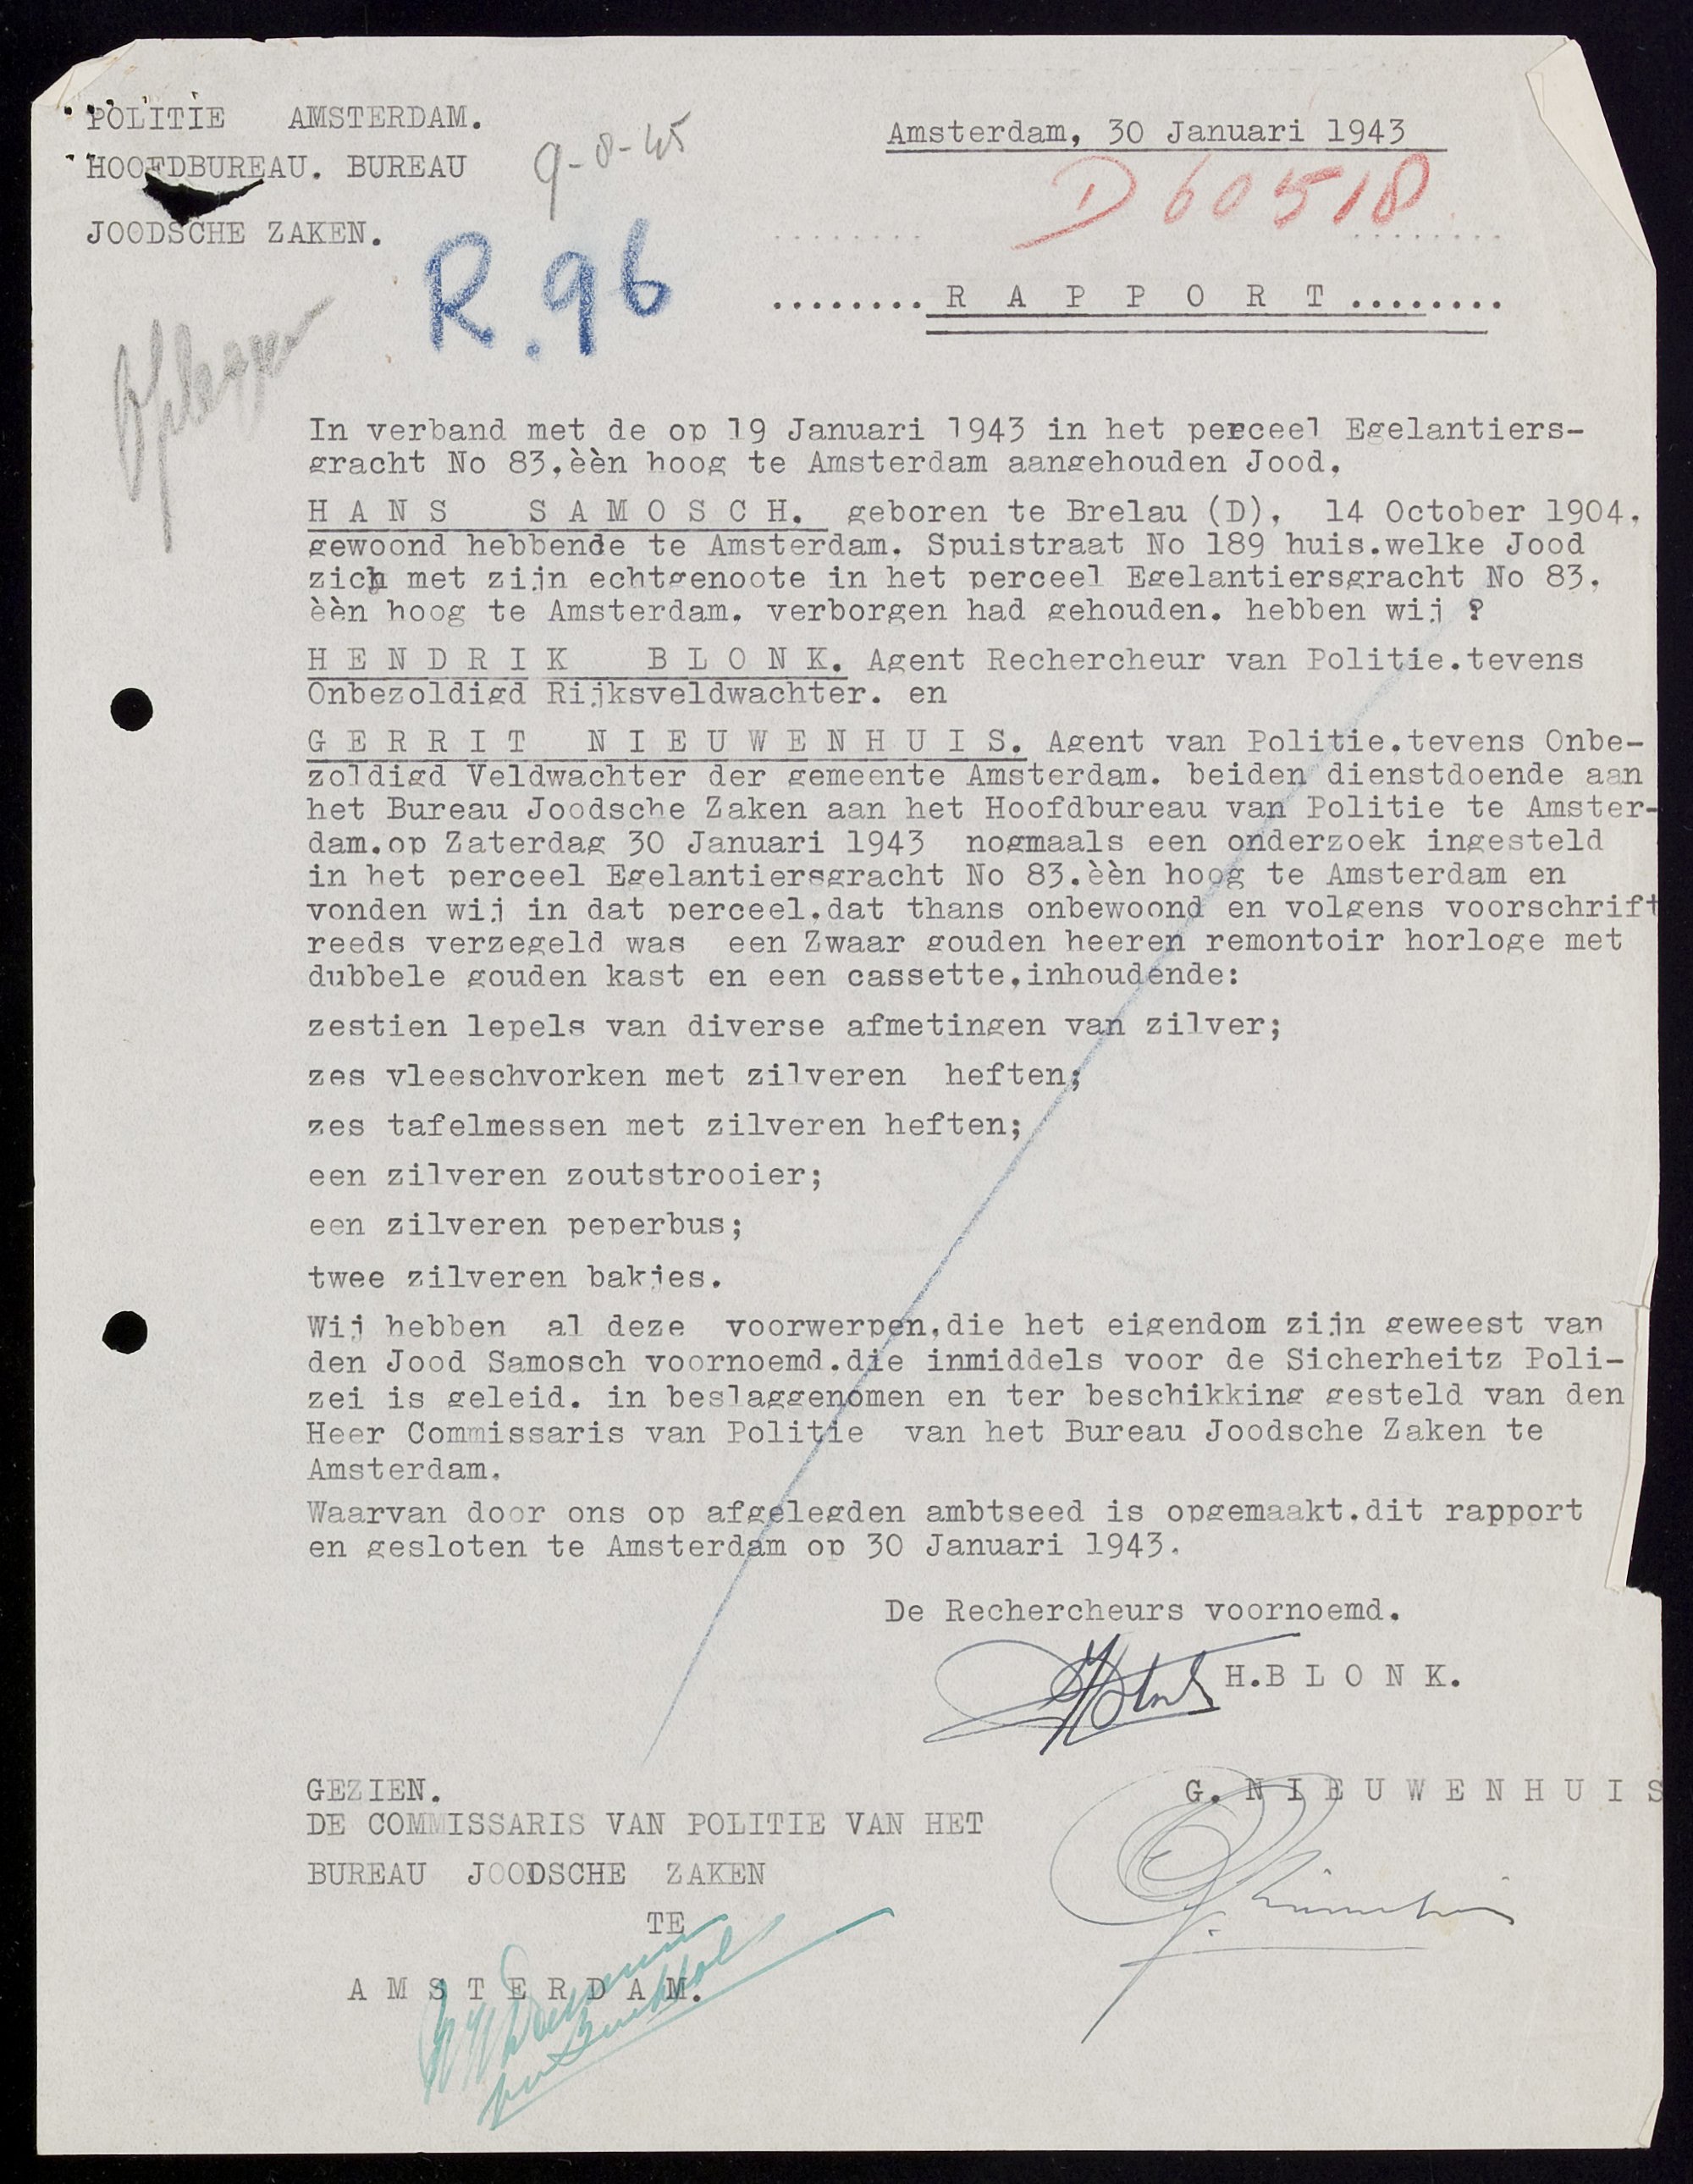 POLITIE AMSTERDAM.
HOOFDBUREAU. BUREAU
JOODSCHE ZAKEN.
9-8-45
Amsterdam, 30 Januari 1943
D 60518
R.96
........R A P P O R T........
In verband met de op 19 Januari 1943 in het perceel Egelantiers-
gracht No 83,èèn hoog te Amsterdam aangehouden Jood,
H A N S S A M O S C H. geboren te Brelau (D), 14 October 1904,
gewoond hebbende te Amsterdam. Spuistraat No 189 huis.welke Jood
zich met zijn echtgenoote in het perceel Egelantiersgracht No 83,
èèn hoog te Amsterdam. verborgen had gehouden. hebben wij ?
H E N D R I K B L O N K. Agent Rechercheur van Politie.tevens
Onbezoldigd Rijksveldwachter. en
G E R R I T N I E U W E N H U I S. Agent van Politie.tevens Onbe-
zoldigd Veldwachter der gemeente Amsterdam. beiden dienstdoende aan
het Bureau Joodsche Zaken aan het Hoofdbureau van Politie te Amster-
dam.op Zaterdag 30 Januari 1943 nogmaals een onderzoek ingesteld
in het perceel Egelantiersgracht No 83.èèn hoog te Amsterdam en
vonden wij in dat perceel.dat thans onbewoond en volgens voorschrift
reeds verzegeld was een Zwaar gouden heeren remontoir horloge met
dubbele gouden kast en een cassette,inhoudende:
zestien lepels van diverse afmetingen van zilver;
zes vleeschvorken met zilveren heften;
zes tafelmessen met zilveren heften;
een zilveren zoutstrooier;
een zilveren peperbus;
twee zilveren bakjes.
Wij hebben al deze voorwerpen,die het eigendom zijn geweest van
den Jood Samosch voornoemd.die inmiddels voor de Sicherheitz Poli-
zei is geleid. in beslaggenomen en ter beschikking gesteld van den
Heer Commissaris van Politie van het Bureau Joodsche Zaken te
Amsterdam.
Waarvan door ons op afgelegden ambtseed is opgemaakt.dit rapport
en gesloten te Amsterdam op 30 Januari 1943.
De Rechercheurs voornoemd.
H.B L O N K.
GEZIEN.
G. N I E U W E N H U I S
DE COMMISSARIS VAN POLITIE VAN HET
BUREAU JOODSCHE ZAKEN
TE
A M S T E R D A M.